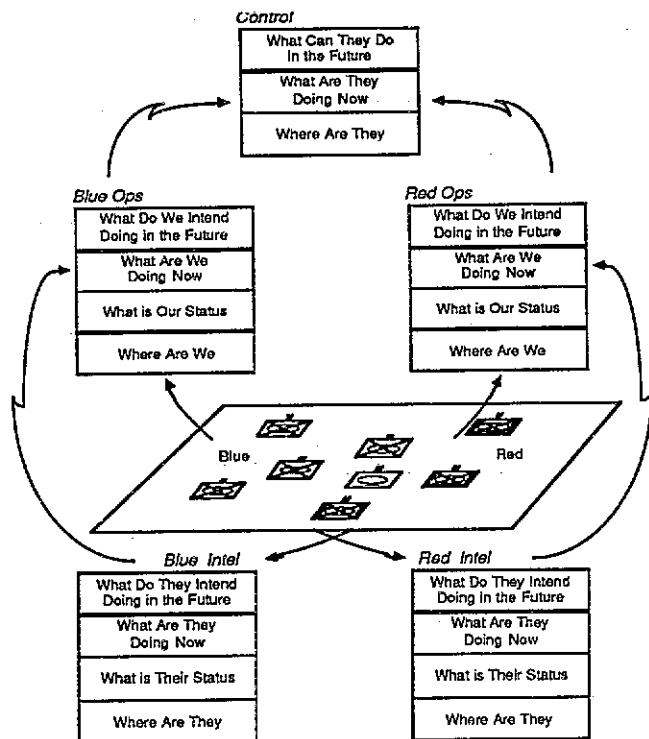 Control
What Can They Do
In the Future
What Are They
Doing Now
Where Are They
Blue Ops
What Do We Intend
Doing in the Future
What Are We
Doing Now
What is Our Status
Where Are We
Red Ops
What Do We Intend
Doing in the Future
What Are We
Doing Now
What is Our Status
Where Are We
Blue
Red
Blue Intel
What Do They Intend
Doing in the Future
What Are They
Doing Now
What is Their Status
Where Are They
Red Intel
What Do They Intend
Doing in the Future
What Are They
Doing Now
What is Their Status
Where Are They